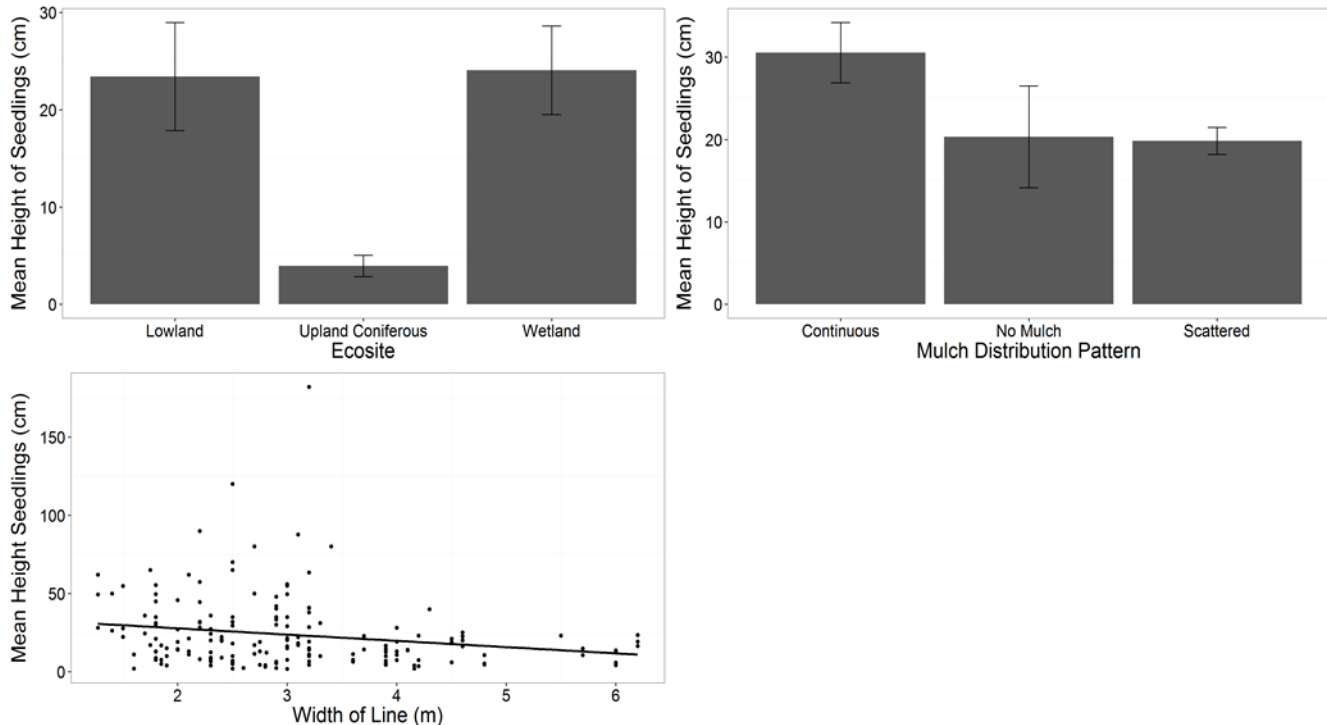 Mean Height of Seedlings (cm)
30
20
10
0
Lowland
Upland Coniferous
Wetland
Ecosite
Mean Height of Seedlings (cm)
30
20
10
0
Continuous
No Mulch
Scattered
Mulch Distribution Pattern
Mean Height Seedlings (cm)
150
100
50
0
2
3
4
5
6
Width of Line (m)